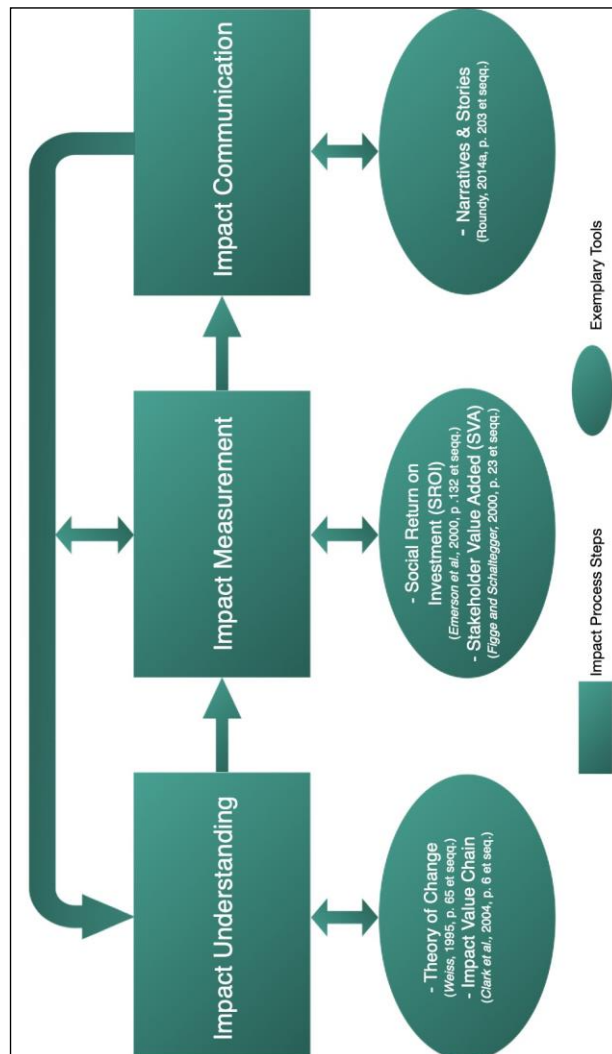 Impact Understanding
Impact Measurement
Impact Communication
- Theory of Change
(Weiss, 1995, p. 65 et seqq.)
- Impact Value Chain
(Clark et al., 2004, p. 6 et seq.)
- Social Return on
Investment (SROI)
(Emerson et al., 2000, p .132 et seqq.)
- Stakeholder Value Added (SVA)
(Figge and Schaltegger, 2000, p. 23 et seqq.)
- Narratives & Stories
(Roundy, 2014a, p. 203 et seqq.)
Impact Process Steps
Exemplary Tools